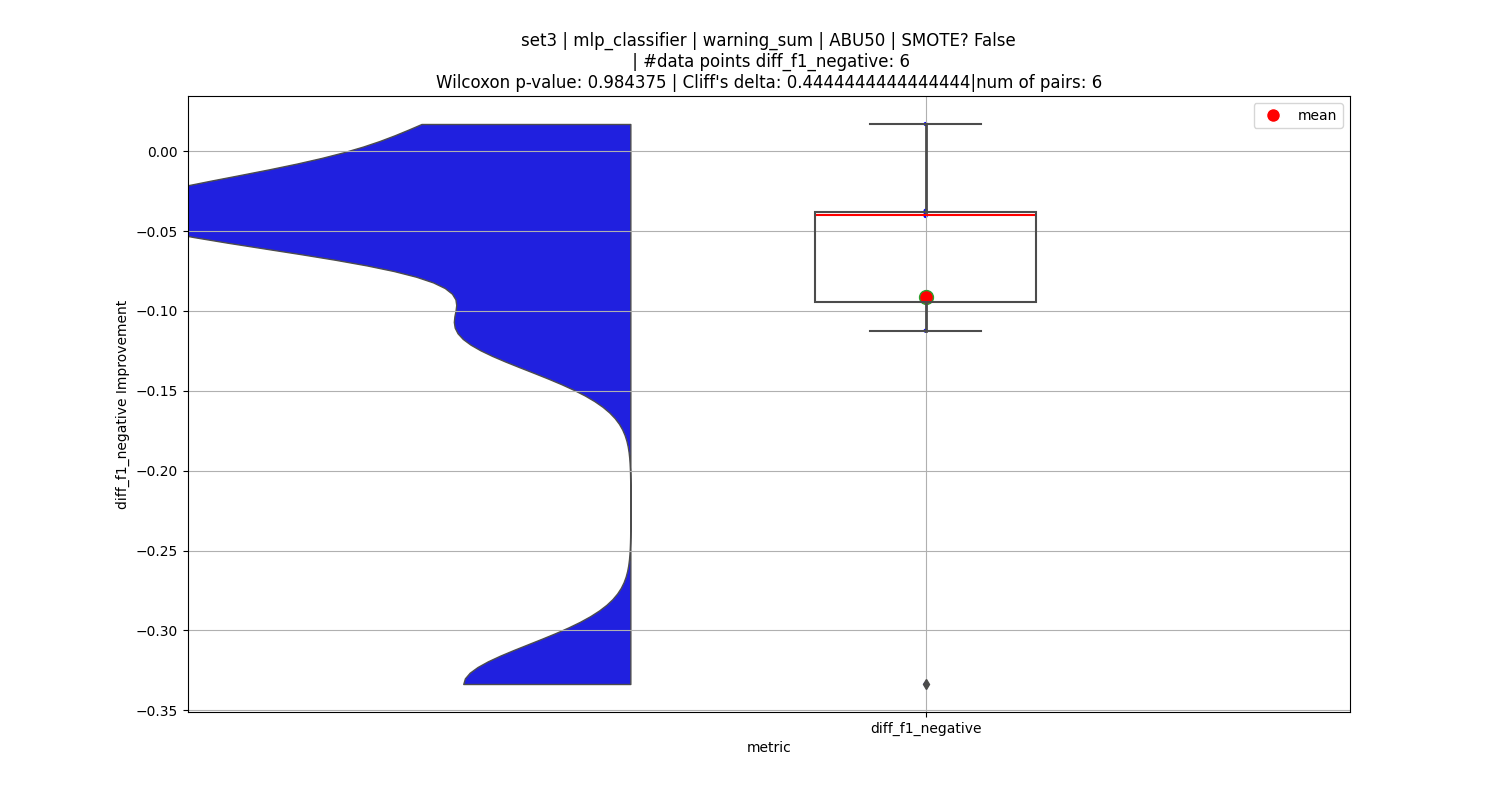 set3 | mlp_classifier | warning_sum | ABU50 | SMOTE? False
| #data points diff_f1_negative: 6
Wilcoxon p-value: 0.984375 | Cliff's delta: 0.4444444444444444|num of pairs: 6
mean
0.00
−0.05
−0.10
−0.15
−0.20
−0.25
−0.30
−0.35
diff_f1_negative Improvement
diff_f1_negative
metric